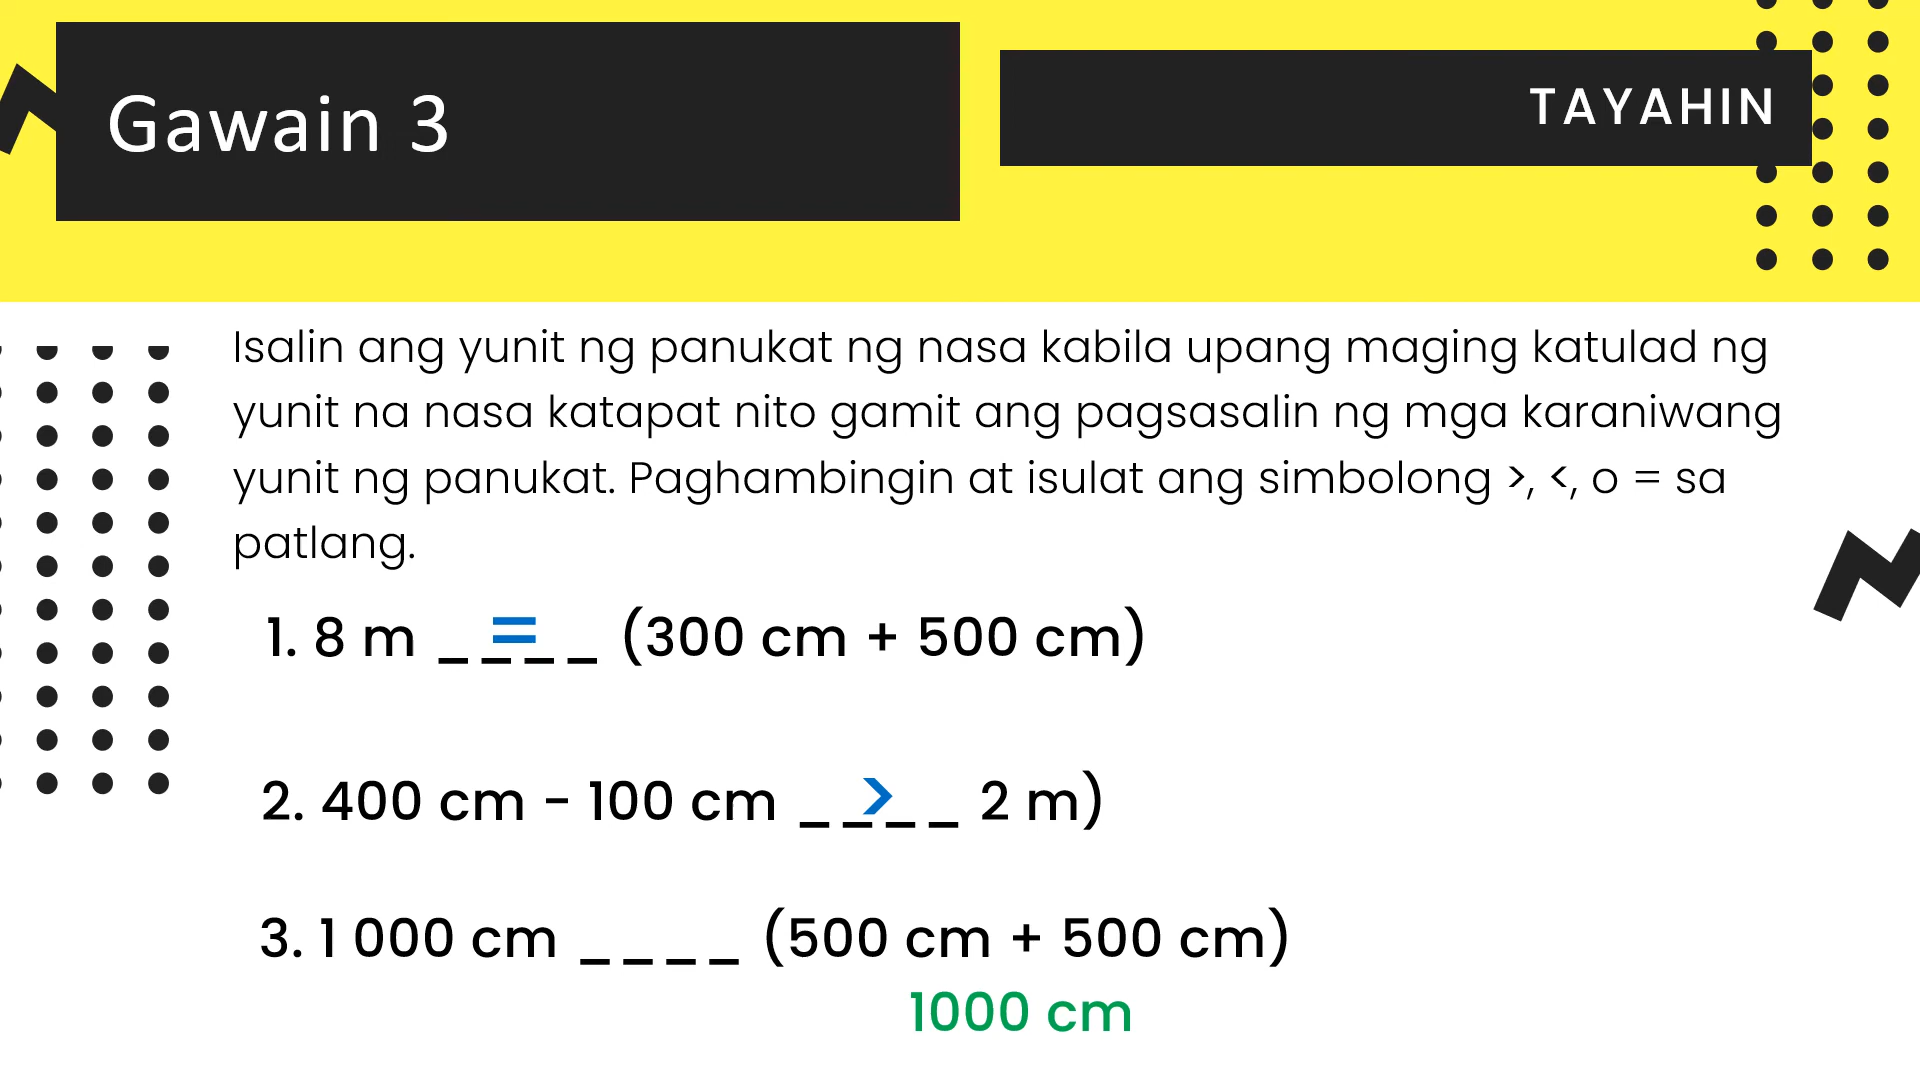 Gawain 3
TAYAHIN
Isalin ang yunit ng panukat ng nasa kabila upang maging katulad ng
yunit na nasa katapat nito gamit ang pagsasalin ng mga karaniwang
yunit ng panukat. Paghambingin at isulat ang simbolong >, <, o = sa
patlang.
1. 8 m _ = _ _ _ (300 cm + 500 cm)
2. 400 cm - 100 cm _ > _ _ _ 2 m)
3. 1 000 cm _ _ _ _ (500 cm + 500 cm)
1000 cm